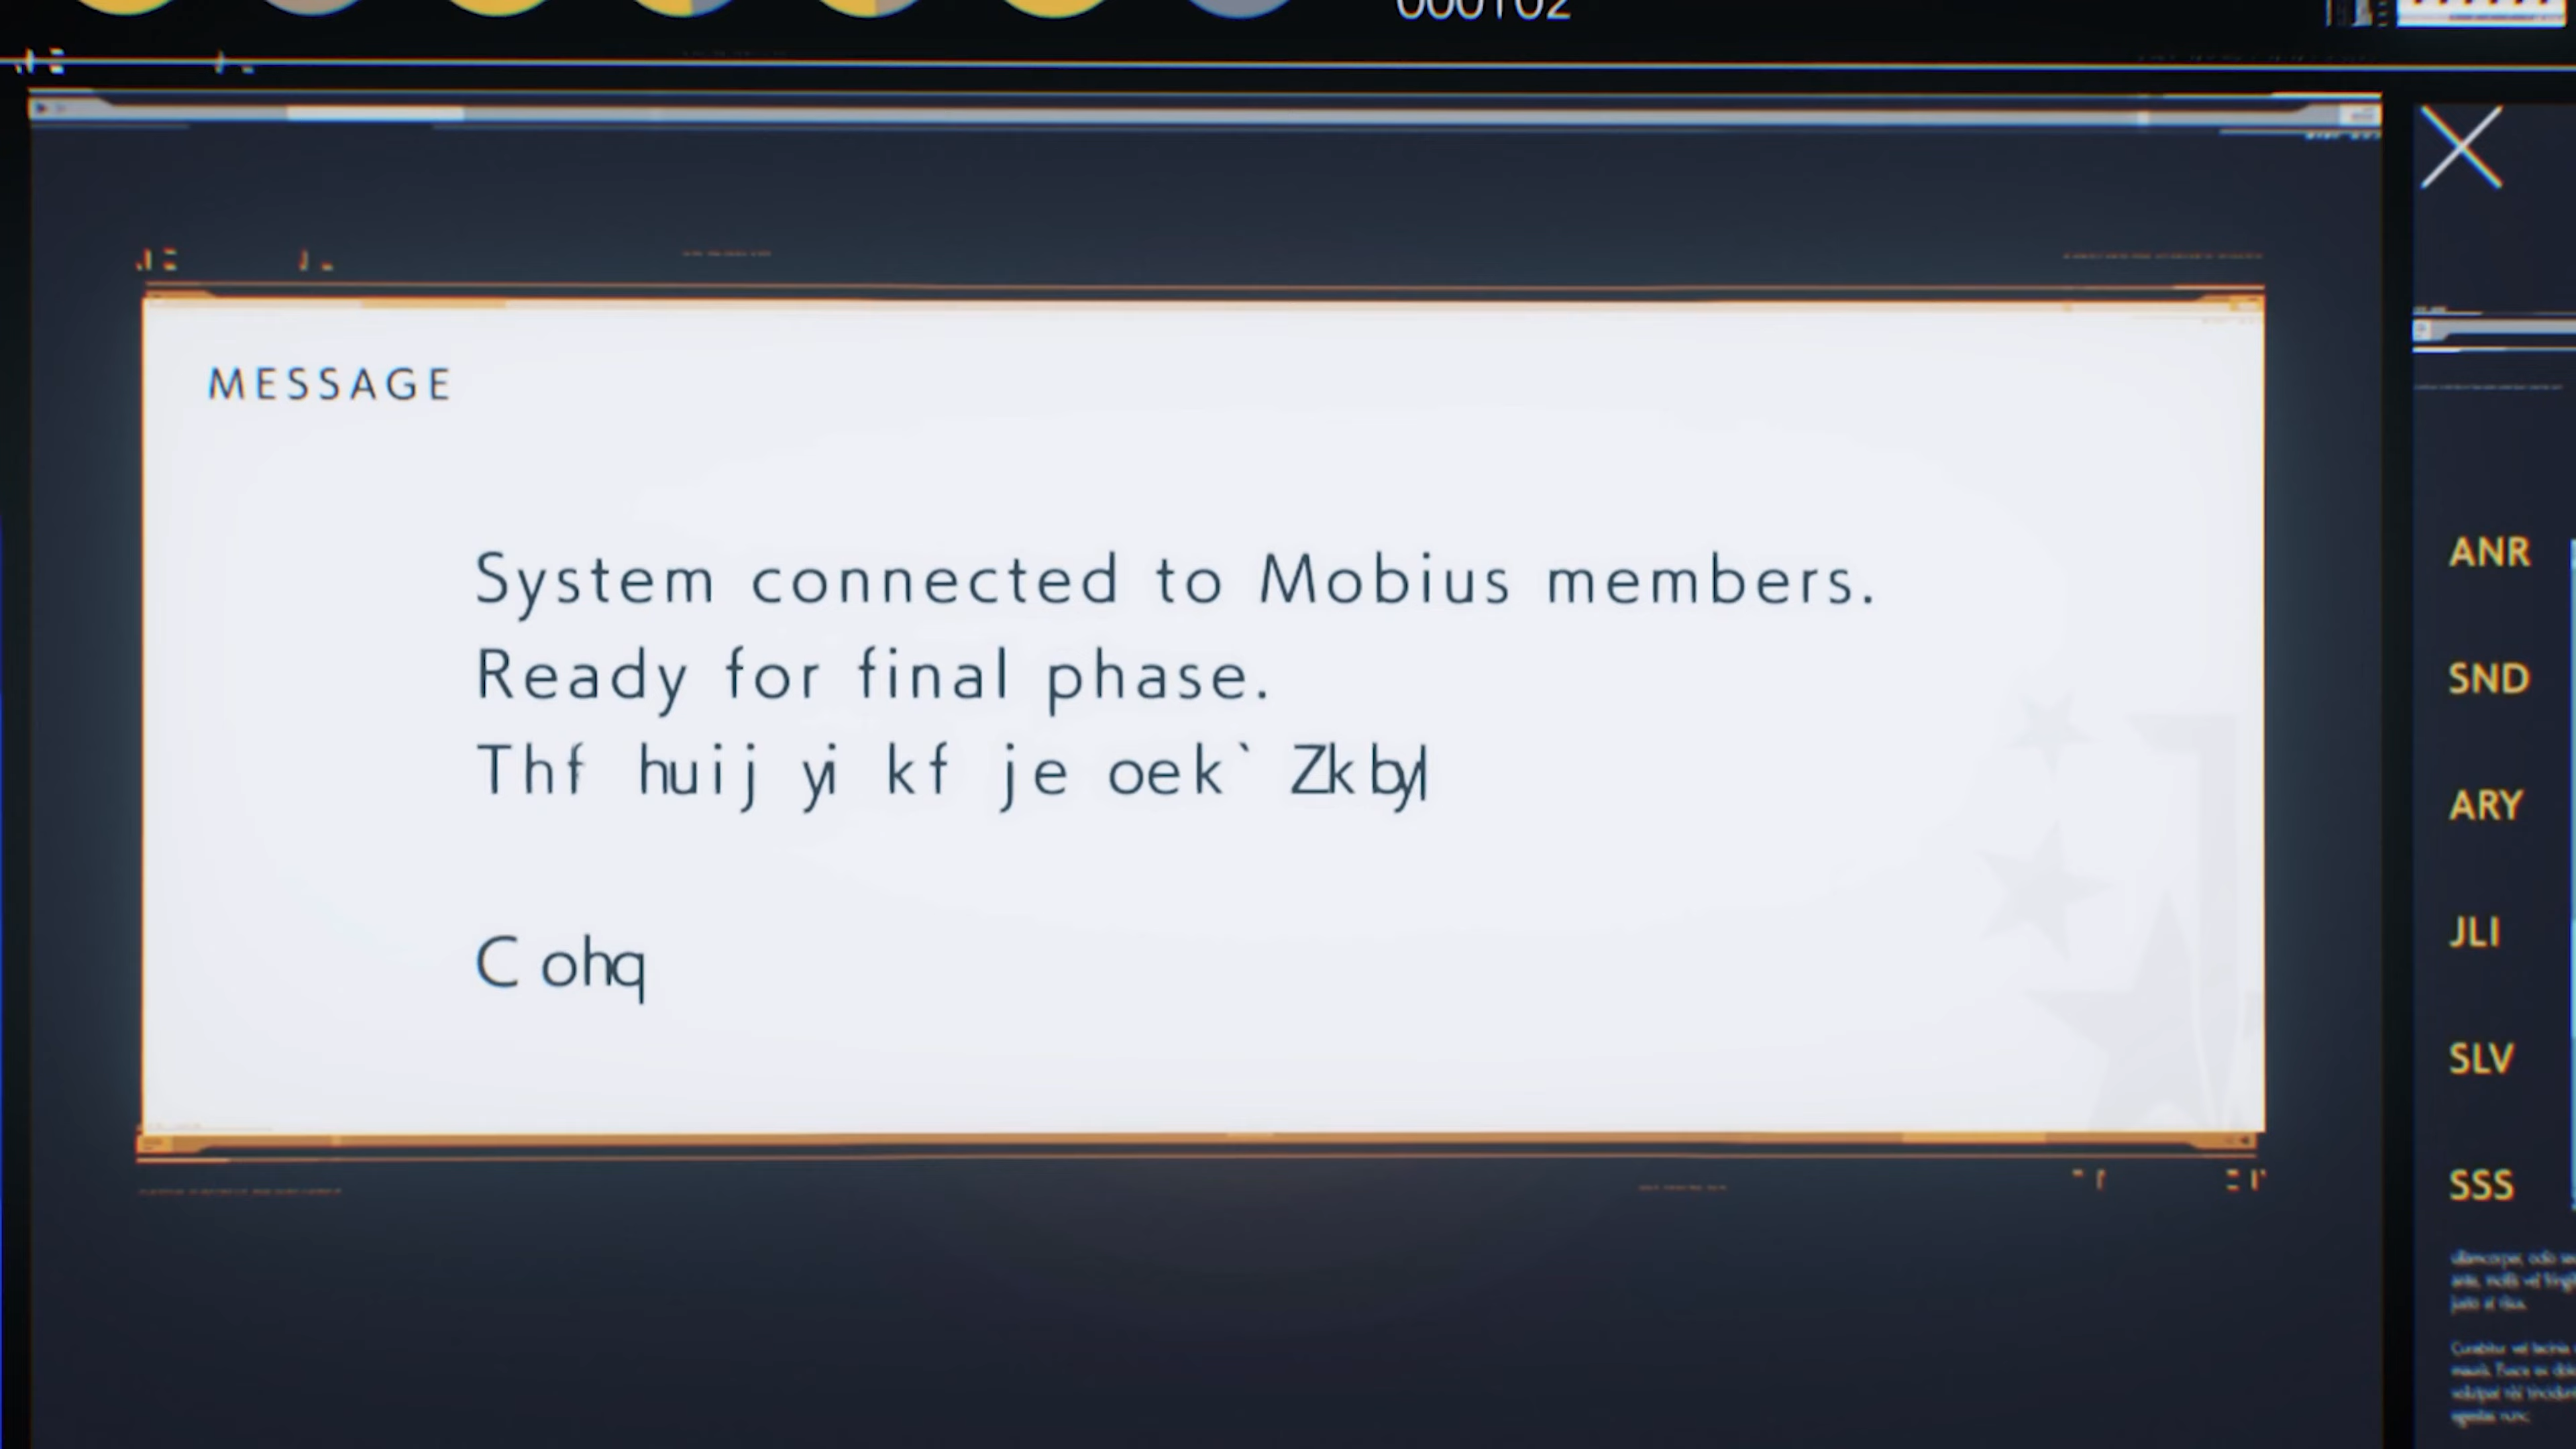 MESSAGE
System connected to Mobius members.
Ready for final phase.
Thf huij yi kf je oek` Zkbyl
Cohq
ANR
SND
ARY
JLI
SLV
SSS